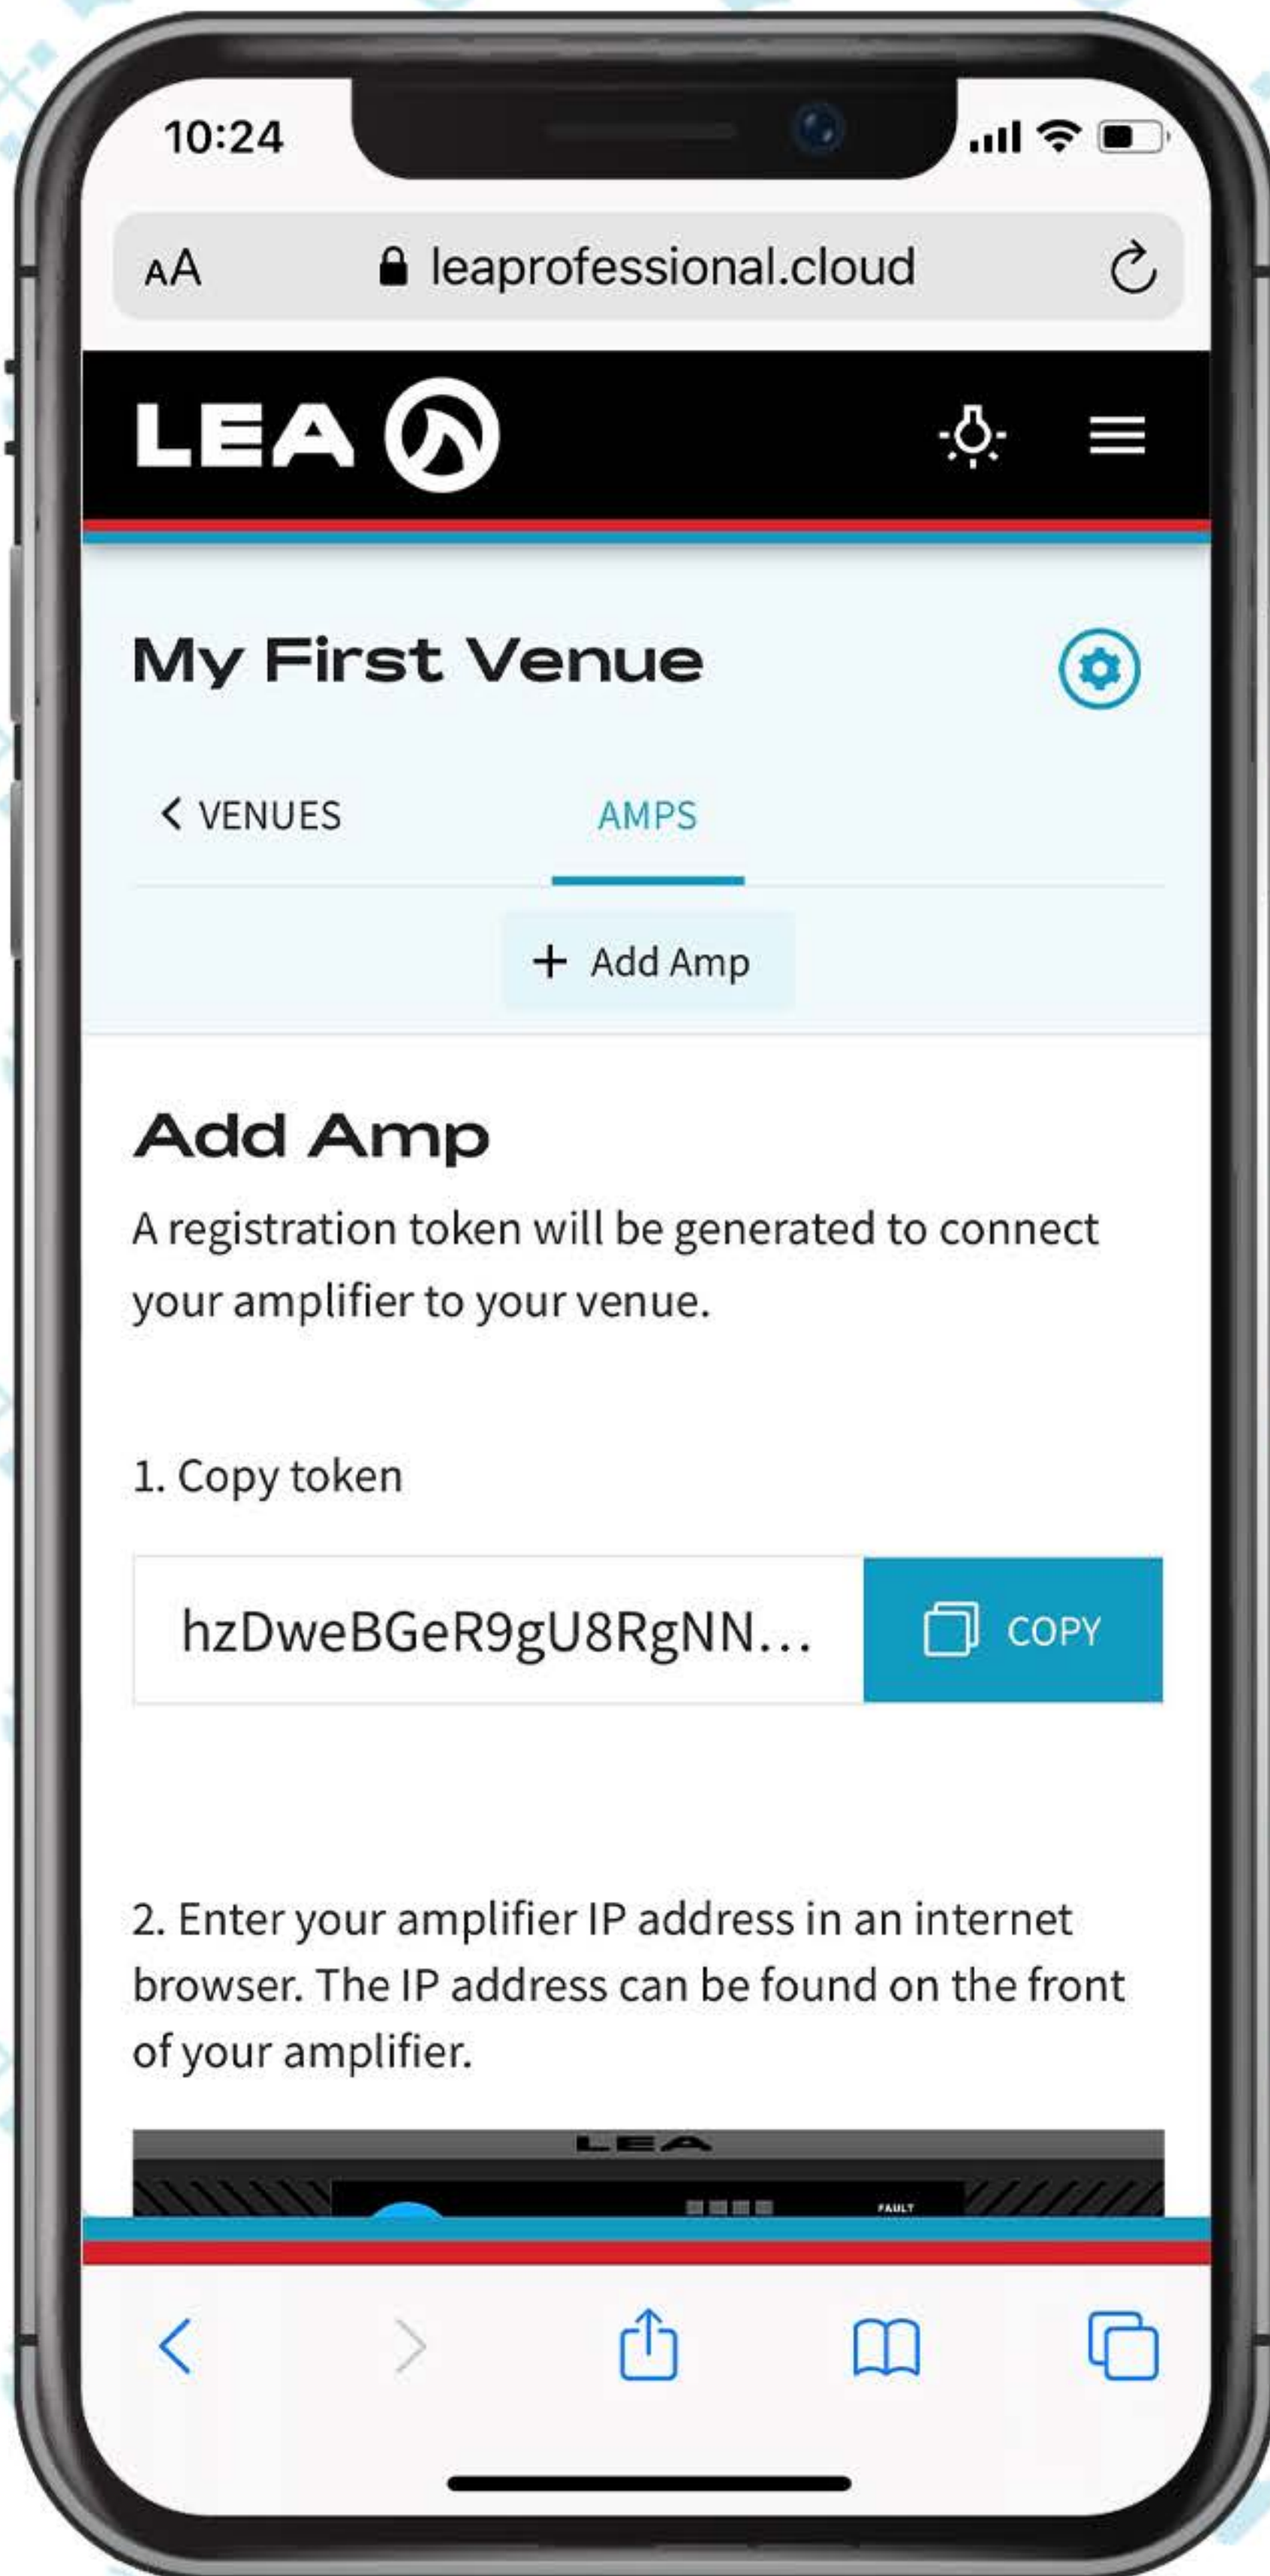 10:24
AA leaprofessional.cloud
LEA
My First Venue
VENUES AMPS
+ Add Amp
Add Amp
A registration token will be generated to connect
your amplifier to your venue.
1. Copy token
hzDweBGeR9gU8RgNN... COPY
2. Enter your amplifier IP address in an internet
browser. The IP address can be found on the front
of your amplifier.
LEA
FAULT